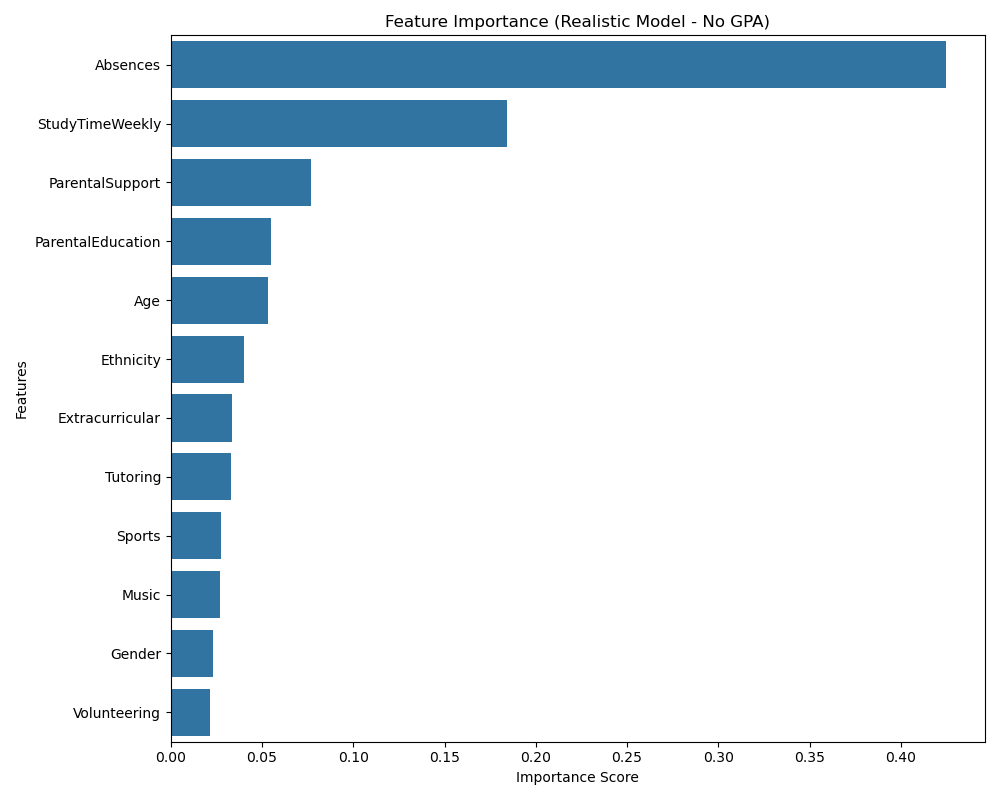 Feature Importance (Realistic Model - No GPA)
Absences
StudyTimeWeekly
ParentalSupport
ParentalEducation
Age
Ethnicity
Extracurricular
Tutoring
Sports
Music
Gender
Volunteering
Features
0.00 0.05 0.10 0.15 0.20 0.25 0.30 0.35 0.40
Importance Score